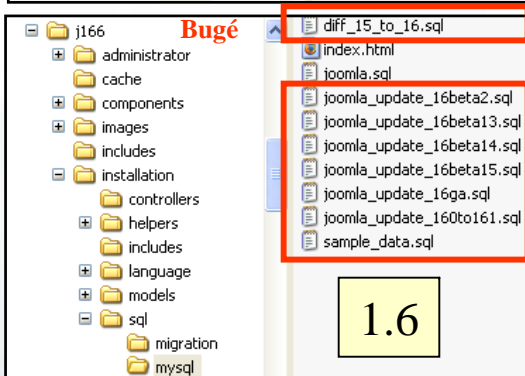 j166
Bugé
administrator
cache
components
images
includes
installation
controllers
helpers
includes
language
models
sql
migration
mysql
diff_15_to_16.sql
index.html
joomla.sql
joomla_update_16beta2.sql
joomla_update_16beta13.sql
joomla_update_16beta14.sql
joomla_update_16beta15.sql
joomla_update_16ga.sql
joomla_update_160to161.sql
sample_data.sql
1.6